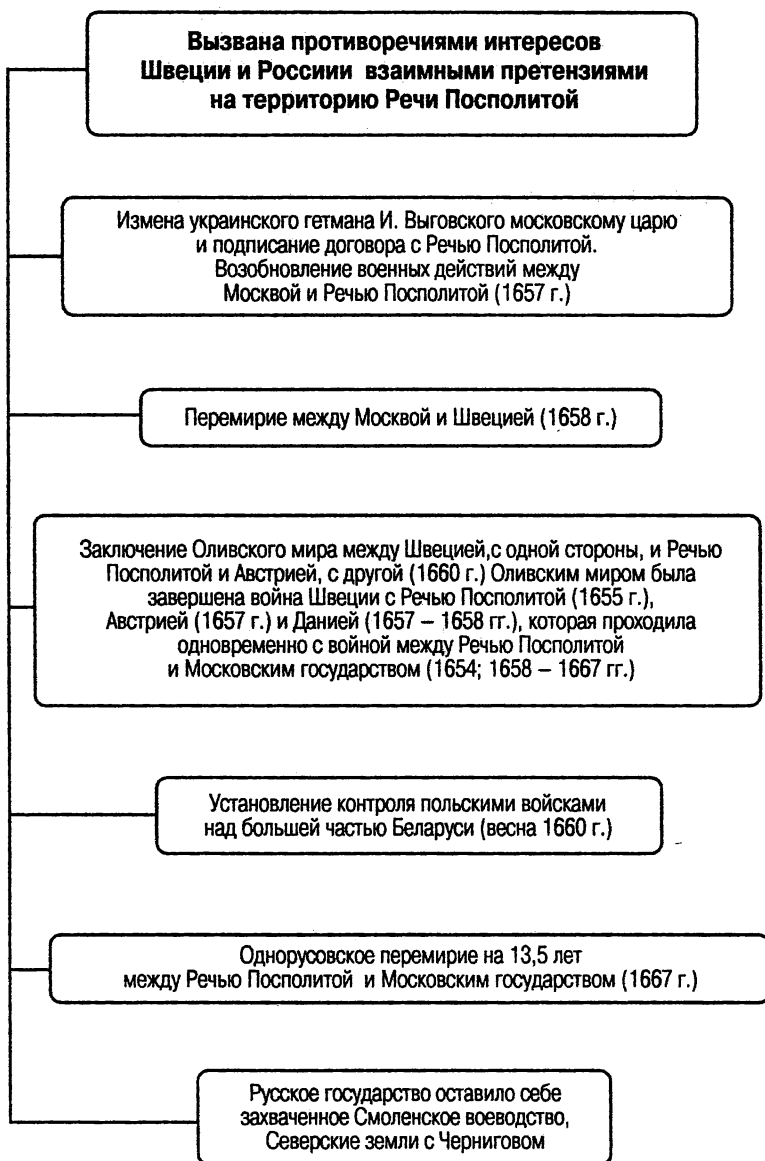 Вызвана противоречиями интересов
Швеции и Россиии взаимными претензиями
на территорию Речи Посполитой
Измена украинского гетмана И. Выговского московскому царю
и подписание договора с Речью Посполитой.
Возобновление военных действий между
Москвой и Речью Посполитой (1657 г.)
Перемирие между Москвой и Швецией (1658 г.)
Заключение Оливского мира между Швецией,с одной стороны, и Речью
Посполитой и Австрией, с другой (1660 г.) Оливским миром была
завершена война Швеции с Речью Посполитой (1655 г.),
Австрией (1657 г.) и Данией (1657 – 1658 гг.), которая проходила
одновременно с войной между Речью Посполитой
и Московским государством (1654; 1658 – 1667 гг.)
Установление контроля польскими войсками
над большей частью Беларуси (весна 1660 г.)
Однорусовское перемирие на 13,5 лет
между Речью Посполитой и Московским государством (1667 г.)
Русское государство оставило себе
захваченное Смоленское воеводство,
Северские земли с Черниговом